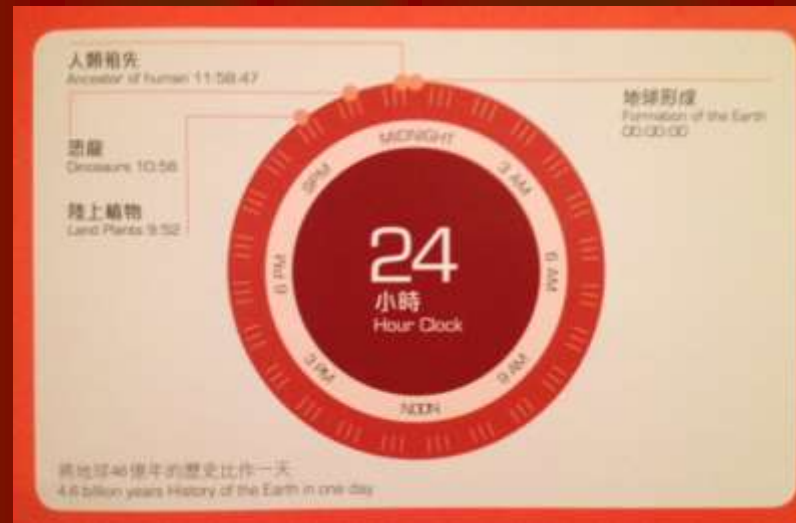 人類祖先
Ancestor of human 11:58:47
地球形成
Formation of the Earth
00:00:00
恐龍
Dinosaurs 10:56
陸上植物
Land Plants 9:52
MIDNIGHT
3 AM
6 AM
9 AM
NOON
3 PM
6 PM
9PM
24
小時
Hour Clock
將地球46億年的歷史比作一天
4.6 billion years History of the Earth in one day